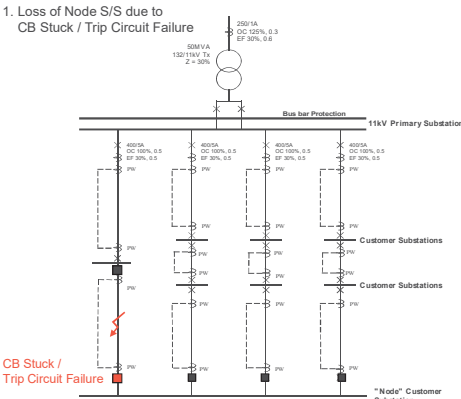 1. Loss of Node S/S due to
CB Stuck / Trip Circuit Failure
250/1A
OC 125%, 0.3
EF 30%, 0.6
50MVA
132/11kV Tx
Z = 30%
Bus bar Protection
11kV Primary Substation
400/5A
OC 100%, 0.5
EF 30%, 0.5
400/5A
OC 100%, 0.5
EF 30%, 0.5
400/5A
OC 100%, 0.5
EF 30%, 0.5
400/5A
OC 100%, 0.5
EF 30%, 0.5
PW
PW
PW
PW
PW
PW
PW
Customer Substations
PW
PW
PW
PW
PW
PW
PW
PW
Customer Substations
PW
PW
PW
CB Stuck /
Trip Circuit Failure
PW
PW
PW
PW
"Node" Customer
Substation